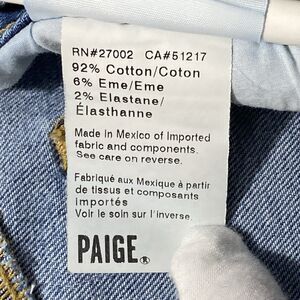 RN#27002 CA#51217
92% Cotton/Coton
6% Eme/Eme
2% Elastane/
Élasthanne
Made in Mexico of Imported
fabric and components.
See care on reverse.
Fabriqué aux Mexique à partir
de tissus et composants
importés
Voir le soin sur l'inverse
PAIGE®